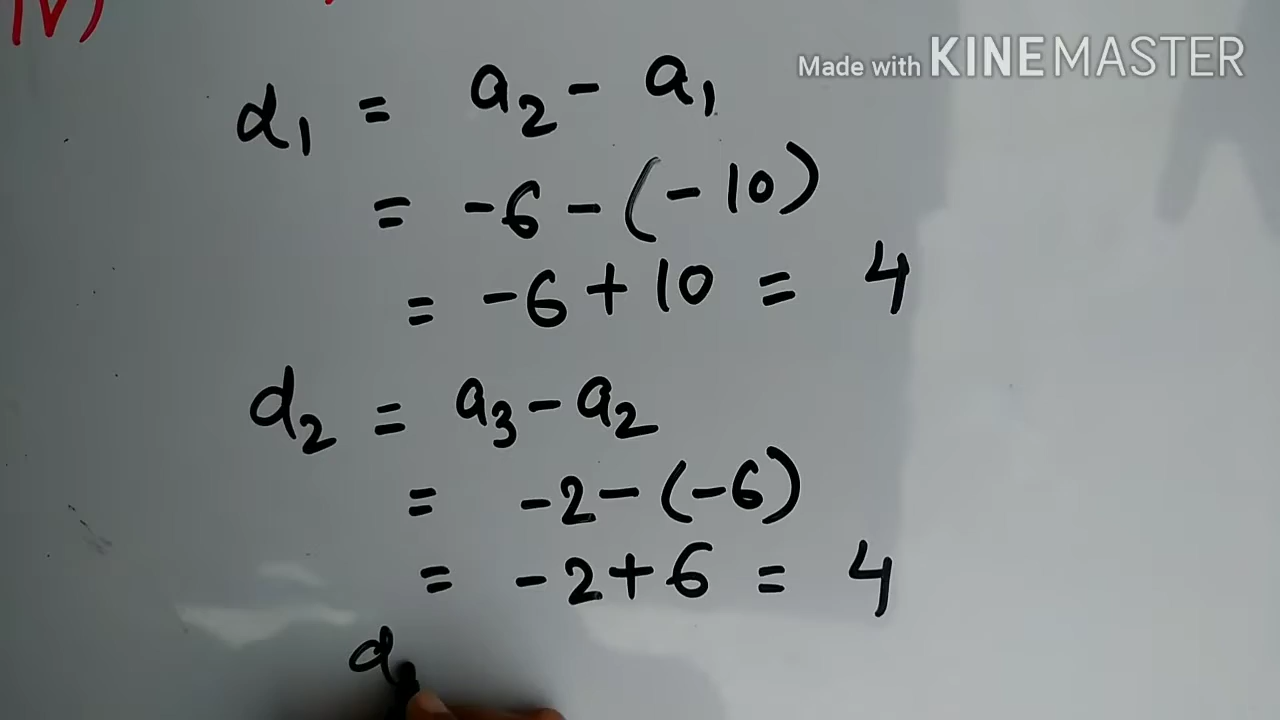 IV)
Made with KINEMASTER
d₁ = a₂ - a₁
= -6 - (-10)
= -6 + 10 = 4
d₂ = a₃ - a₂
= -2 - (-6)
= -2 + 6 = 4
d